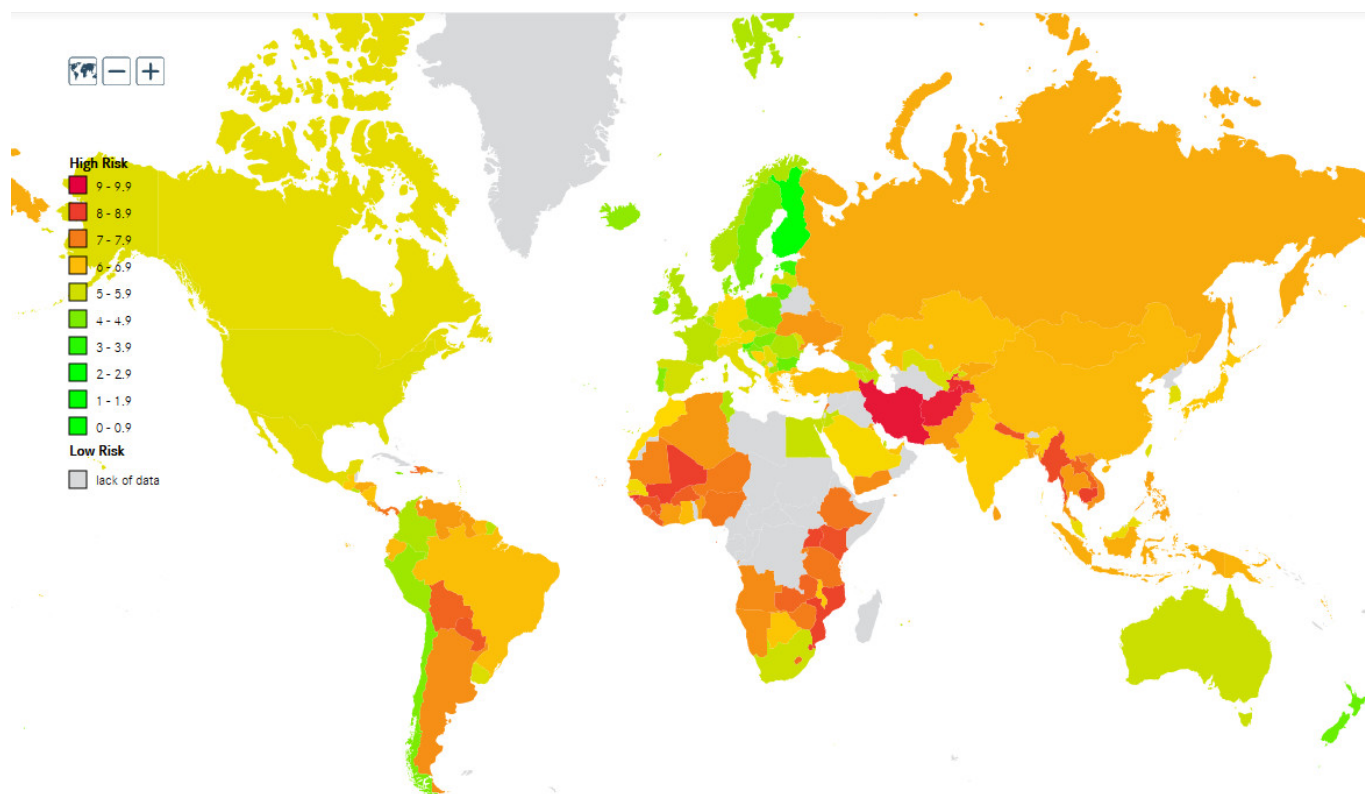 High Risk
9 - 9.9
8 - 8.9
7 - 7.9
6 - 6.9
5 - 5.9
4 - 4.9
3 - 3.9
2 - 2.9
1 - 1.9
0 - 0.9
Low Risk
lack of data